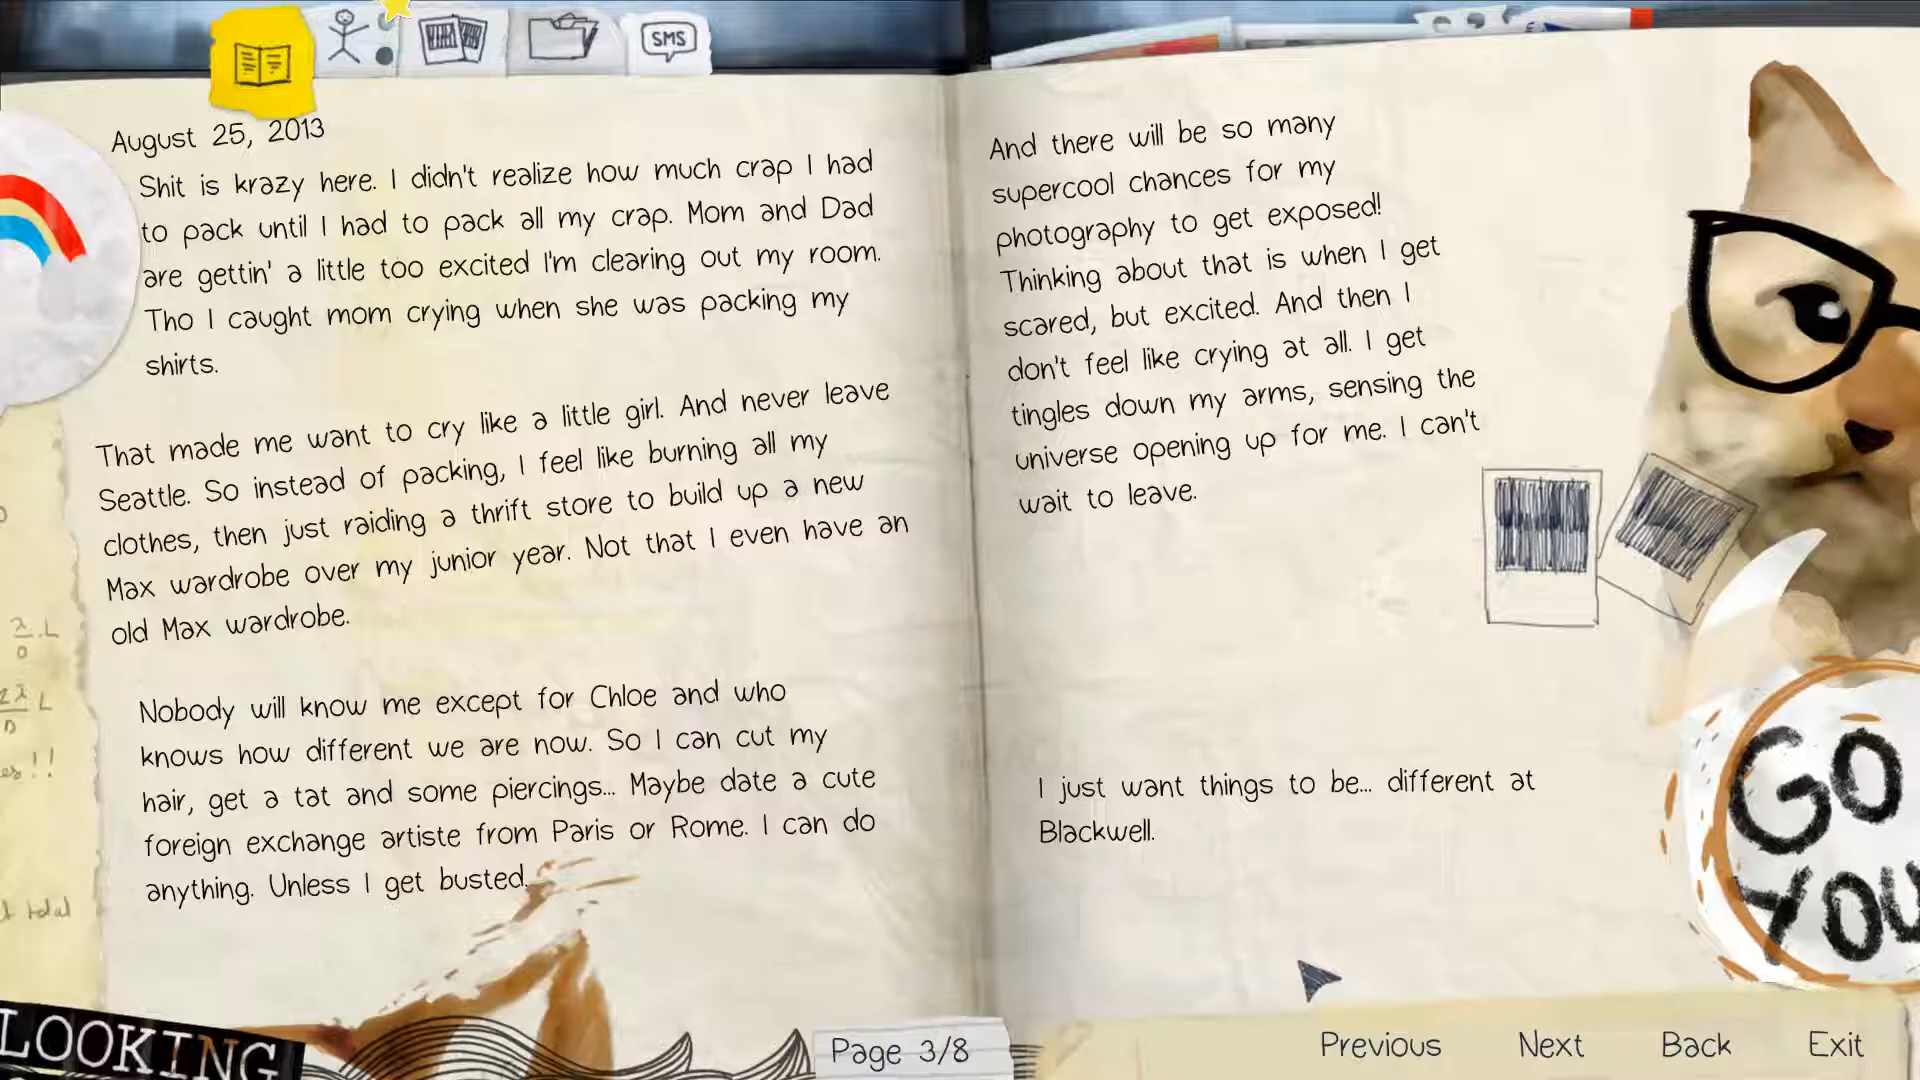 SMS
August 25, 2013
Shit is krazy here. I didn't realize how much crap I had
to pack until I had to pack all my crap. Mom and Dad
are gettin' a little too excited I'm clearing out my room.
Tho I caught mom crying when she was packing my
shirts.
That made me want to cry like a little girl. And never leave
Seattle. So instead of packing, I feel like burning all my
clothes, then just raiding a thrift store to build up a new
Max wardrobe over my junior year. Not that I even have an
old Max wardrobe.
Nobody will know me except for Chloe and who
knows how different we are now. So I can cut my
hair, get a tat and some piercings... Maybe date a cute
foreign exchange artiste from Paris or Rome. I can do
anything. Unless I get busted.
And there will be so many
supercool chances for my
photography to get exposed!
Thinking about that is when I get
scared, but excited. And then I
don't feel like crying at all. I get
tingles down my arms, sensing the
universe opening up for me. I can't
wait to leave.
I just want things to be... different at
Blackwell.
GO
YOU
LOOKING
Page 3/8
Previous
Next
Back
Exit